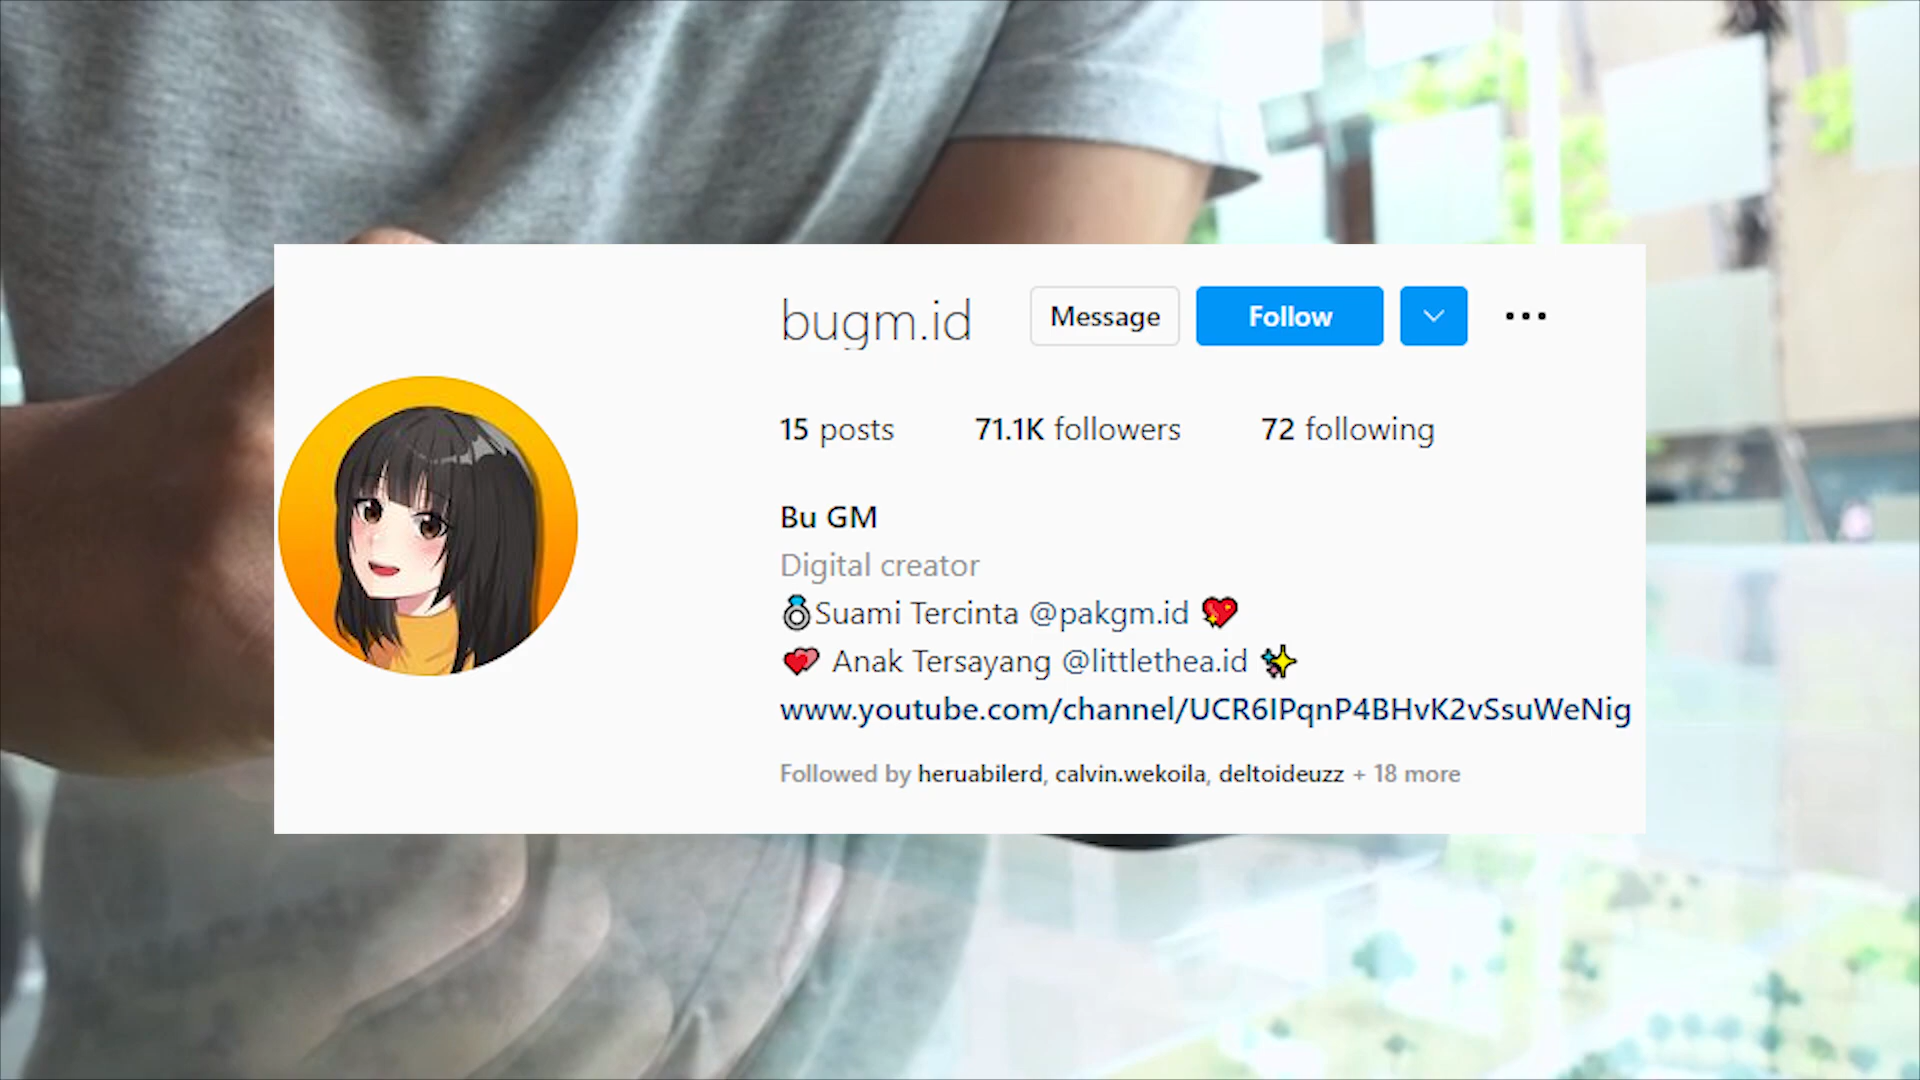 bugm.id Message Follow
15 posts 71.1K followers 72 following
Bu GM
Digital creator
💍Suami Tercinta @pakgm.id 💖
💕 Anak Tersayang @littlethea.id ✨
www.youtube.com/channel/UCR6IPqnP4BHvK2vSsuWeNig
Followed by heruabilerd, calvin.wekoila, deltoideuzz + 18 more